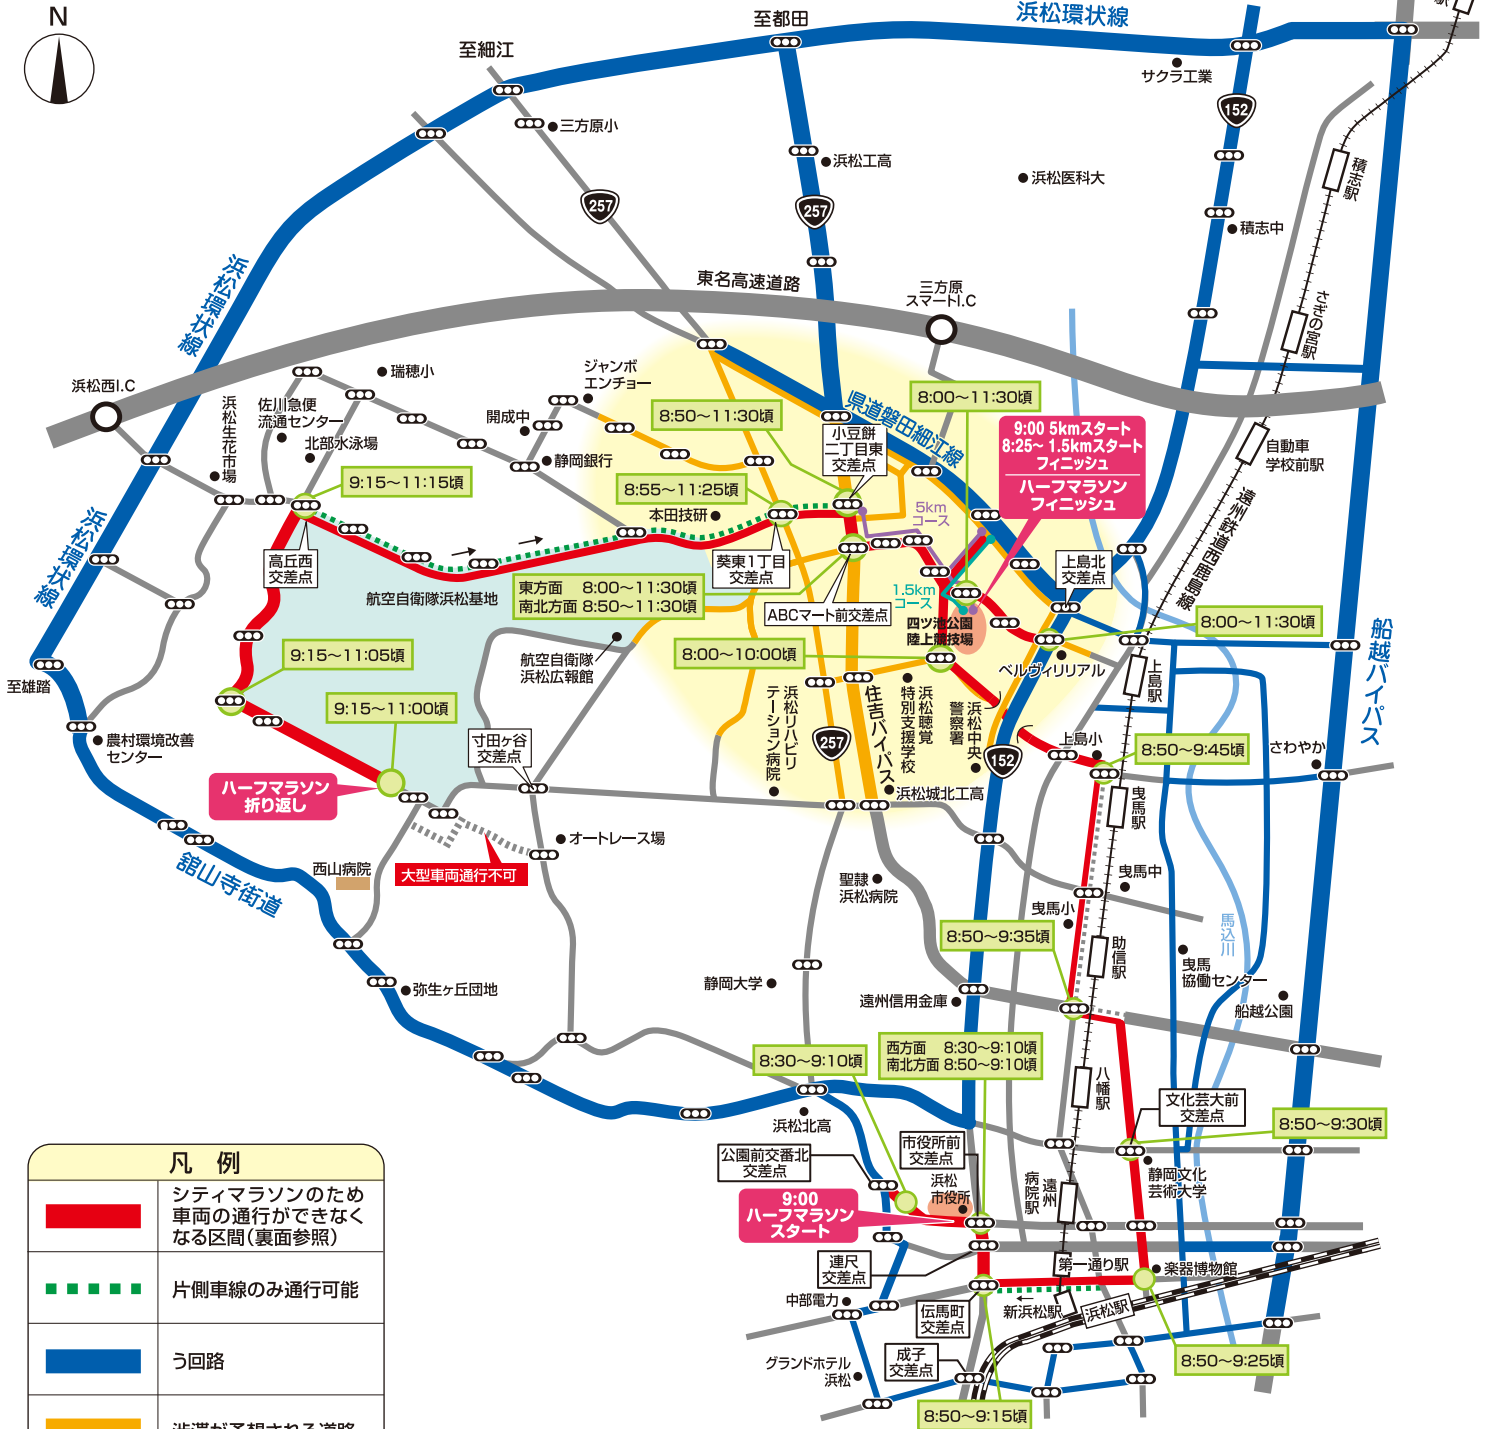 N
至都田
浜松環状線
至細江
サクラ工業
152
三方原小
浜松工高
浜松医科大
積志駅
257
257
積志中
浜松環状線
東名高速道路
三方原
スマートI.C
さぎの宮駅
浜松西I.C
瑞穂小
ジャンボ
エンチョー
県道磐田細江線
8:00〜11:30頃
浜松生花市場
佐川急便
流通センター
北部水泳場
開成中
静岡銀行
8:50〜11:30頃
小豆餅
二丁目東
交差点
9:00 5kmスタート
8:25〜 1.5kmスタート
フィニッシュ
ハーフマラソン
フィニッシュ
自動車
学校前駅
9:15〜11:15頃
8:55〜11:25頃
本田技研
5km
コース
遠州鉄道西鹿島線
浜松環状線
高丘西
交差点
葵東1丁目
交差点
上島北
交差点
航空自衛隊浜松基地
東方面 8:00〜11:30頃
南北方面 8:50〜11:30頃
ABCマート前交差点
1.5km
コース
四ツ池公園
陸上競技場
8:00〜11:30頃
船越バイパス
9:15〜11:05頃
航空自衛隊
浜松広報館
8:00〜10:00頃
ベルヴィリリアル
上島駅
至雄踏
9:15〜11:00頃
浜松リハビリ
テーション病院
住吉バイパス
浜松聴覚
特別支援学校
浜松中央
警察署
農村環境改善
センター
寸田ヶ谷
交差点
257
152
上島小
8:50〜9:45頃
さわやか
ハーフマラソン
折り返し
浜松城北工高
曳馬駅
オートレース場
舘山寺街道
西山病院
大型車両通行不可
聖隷
浜松病院
曳馬中
曳馬小
8:50〜9:35頃
助信駅
馬込川
曳馬
協働センター
弥生ヶ丘団地
静岡大学
遠州信用金庫
船越公園
8:30〜9:10頃
西方面 8:30〜9:10頃
南北方面 8:50〜9:10頃
八幡駅
文化芸大前
交差点
8:50〜9:30頃
浜松北高
公園前交番北
交差点
市役所前
交差点
浜松
市役所
遠州
病院駅
静岡文化
芸術大学
9:00
ハーフマラソン
スタート
連尺
交差点
第一通り駅
楽器博物館
中部電力
伝馬町
交差点
新浜松駅
浜松駅
グランドホテル
浜松
成子
交差点
8:50〜9:25頃
8:50〜9:15頃
凡 例
シティマラソンのため
車両の通行ができなく
なる区間(裏面参照)
片側車線のみ通行可能
う回路
渋滞が予想される道路